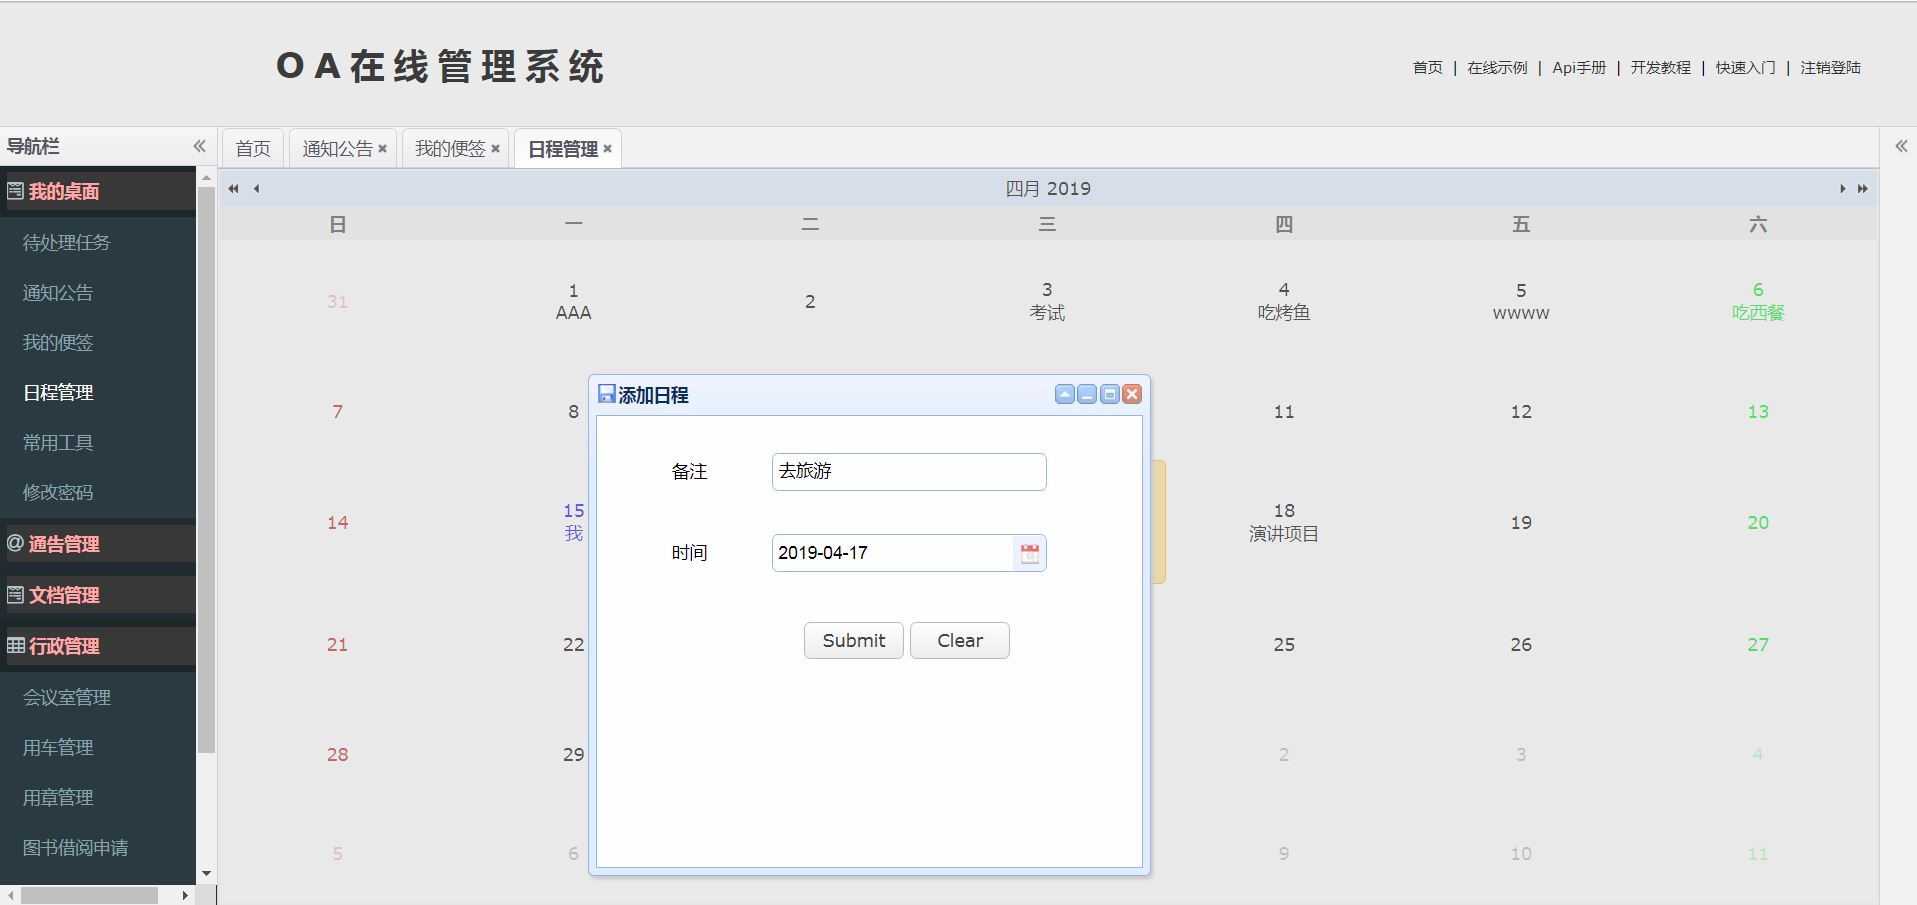 OA在线管理系统
首页 | 在线示例 | Api手册 | 开发教程 | 快速入门 | 注销登陆
导航栏
首页 通知公告 我的便签 日程管理
我的桌面
待处理任务
通知公告
我的便签
日程管理
常用工具
修改密码
@ 通告管理
文档管理
行政管理
会议室管理
用车管理
用章管理
图书借阅申请
四月 2019
日 一 二 三 四 五 六
31 1 2 3 4 5 6
AAA 考试 吃烤鱼 wwww 吃西餐
7 8 11 12 13
14 15 18 19 20
我 演讲项目
21 22 25 26 27
28 29 2 3 4
5 6 9 10 11
添加日程
备注 去旅游
时间 2019-04-17
Submit Clear